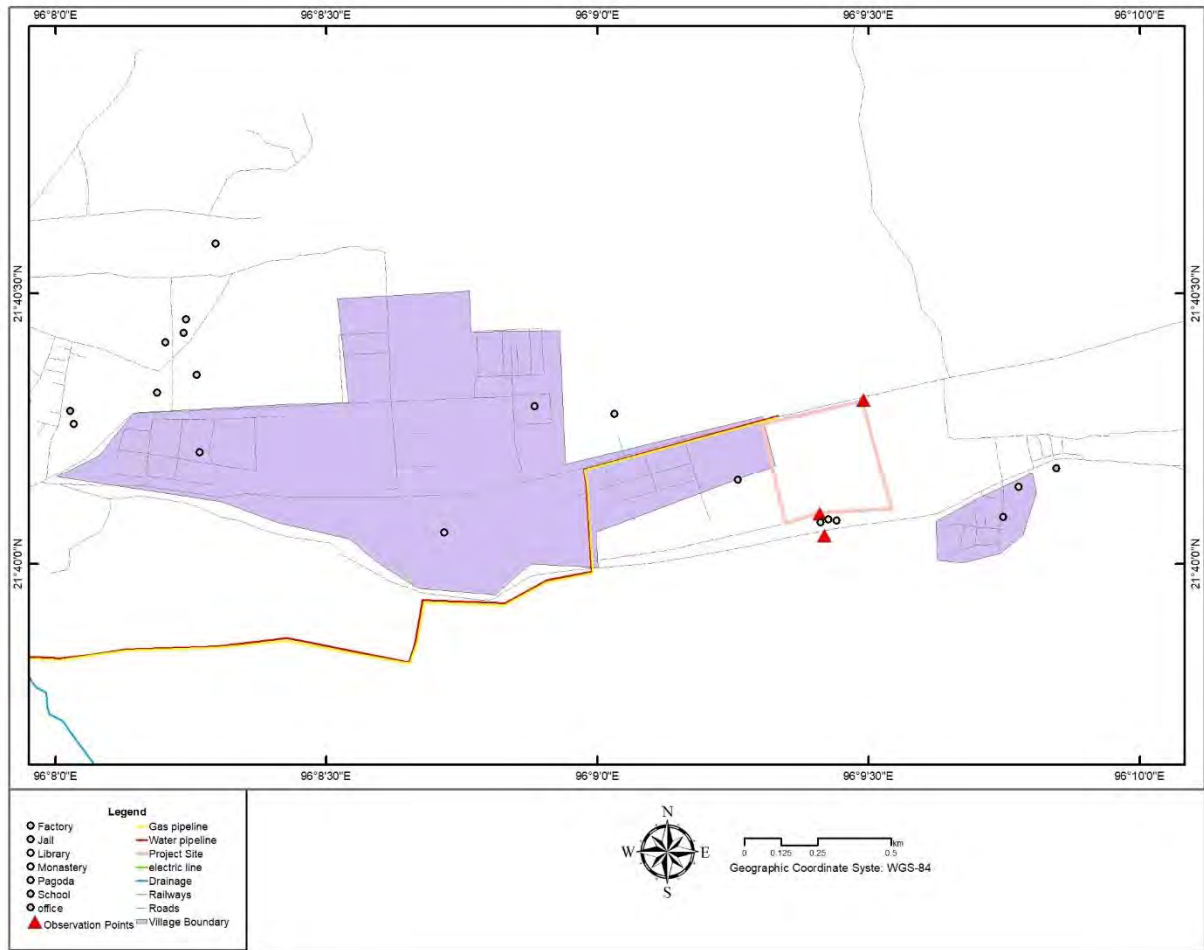 96°8'0"E 96°8'30"E 96°9'0"E 96°9'30"E 96°10'0"E
21°40'30"N 21°40'30"N
21°40'0"N 21°40'0"N
96°8'0"E 96°8'30"E 96°9'0"E 96°9'30"E 96°10'0"E
Legend
Factory
Jail
Library
Monastery
Pagoda
School
office
Observation Points
Gas pipeline
Water pipeline
Project Site
electric line
Drainage
Railways
Roads
Village Boundary
N
W E
S
km
0 0.125 0.25 0.5
Geographic Coordinate Syste: WGS-84